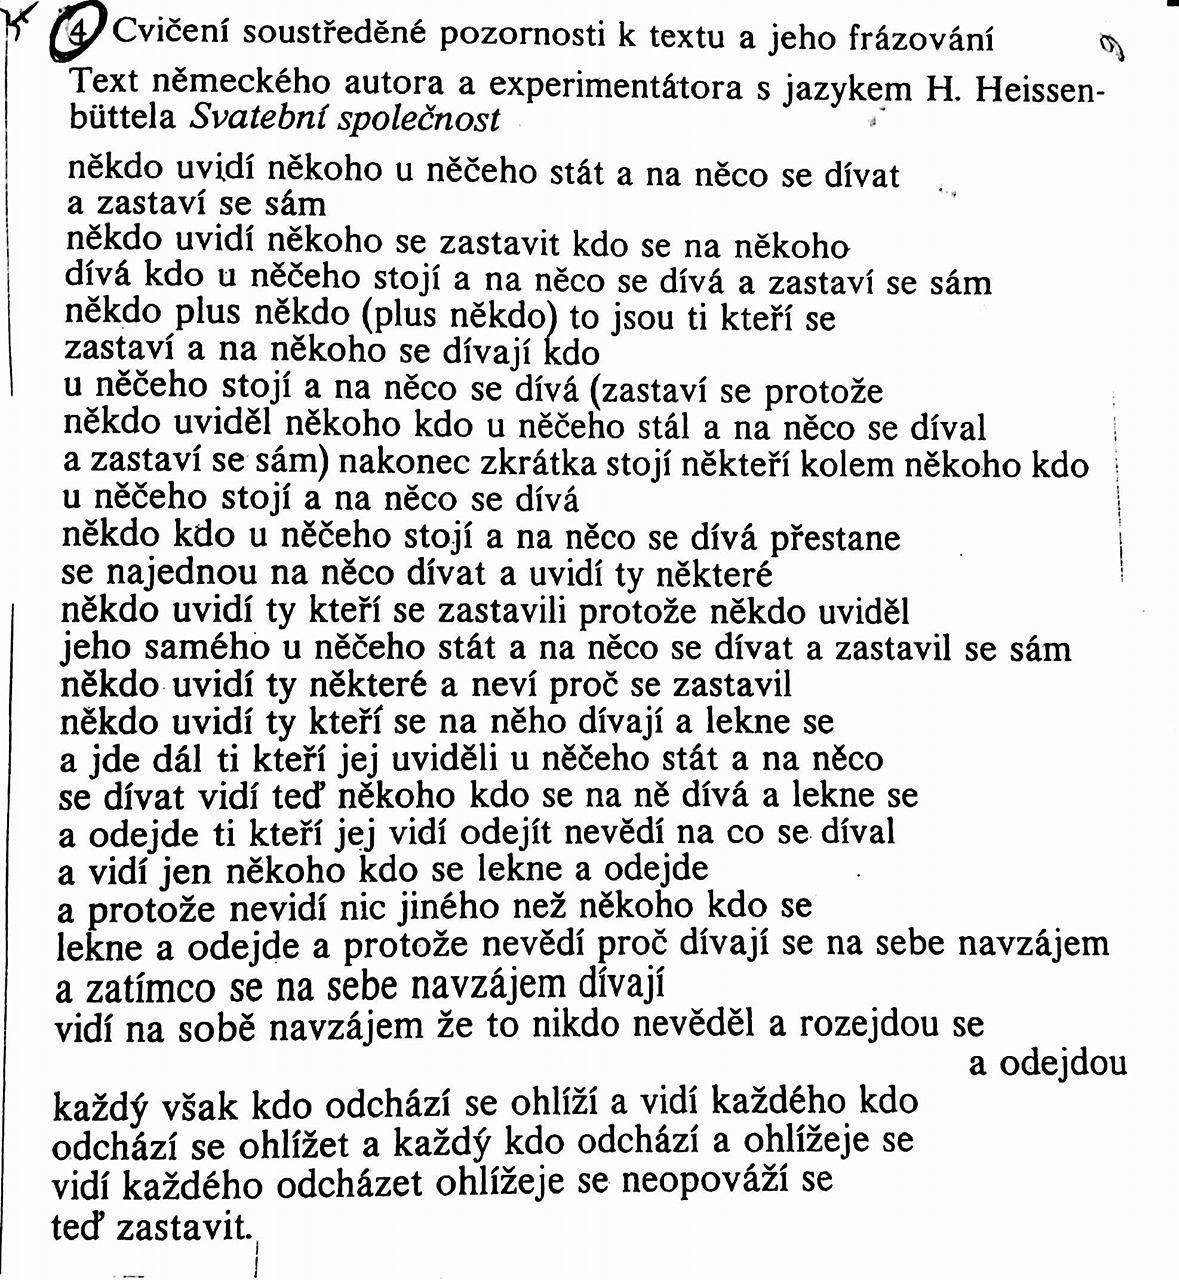 4 Cvičení soustředěné pozornosti k textu a jeho frázování
Text německého autora a experimentátora s jazykem H. Heissen-
büttela Svatební společnost
někdo uvidí někoho u něčeho stát a na něco se dívat
a zastaví se sám
někdo uvidí někoho se zastavit kdo se na někoho
dívá kdo u něčeho stojí a na něco se dívá a zastaví se sám
někdo plus někdo (plus někdo) to jsou ti kteří se
zastaví a na někoho se dívají kdo
u něčeho stojí a na něco se dívá (zastaví se protože
někdo uviděl někoho kdo u něčeho stál a na něco se díval
a zastaví se sám) nakonec zkrátka stojí někteří kolem někoho kdo
u něčeho stojí a na něco se dívá
někdo kdo u něčeho stojí a na něco se dívá přestane
se najednou na něco dívat a uvidí ty některé
někdo uvidí ty kteří se zastavili protože někdo uviděl
jeho samého u něčeho stát a na něco se dívat a zastavil se sám
někdo uvidí ty některé a neví proč se zastavil
někdo uvidí ty kteří se na něho dívají a lekne se
a jde dál ti kteří jej uviděli u něčeho stát a na něco
se dívat vidí teď někoho kdo se na ně dívá a lekne se
a odejde ti kteří jej vidí odejít nevědí na co se díval
a vidí jen někoho kdo se lekne a odejde
a protože nevidí nic jiného než někoho kdo se
lekne a odejde a protože nevědí proč dívají se na sebe navzájem
a zatímco se na sebe navzájem dívají
vidí na sobě navzájem že to nikdo nevěděl a rozejdou se
a odejdou
každý však kdo odchází se ohlíží a vidí každého kdo
odchází se ohlížet a každý kdo odchází a ohlížeje se
vidí každého odcházet ohlížeje se neopováží se
teď zastavit.